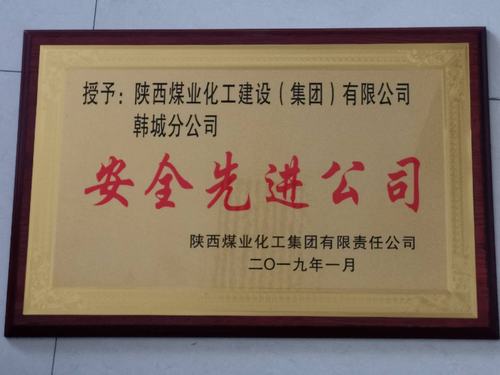 授予：陕西煤业化工建设（集团）有限公司
韩城分公司
安全先进公司
陕西煤业化工集团有限责任公司
二〇一九年一月